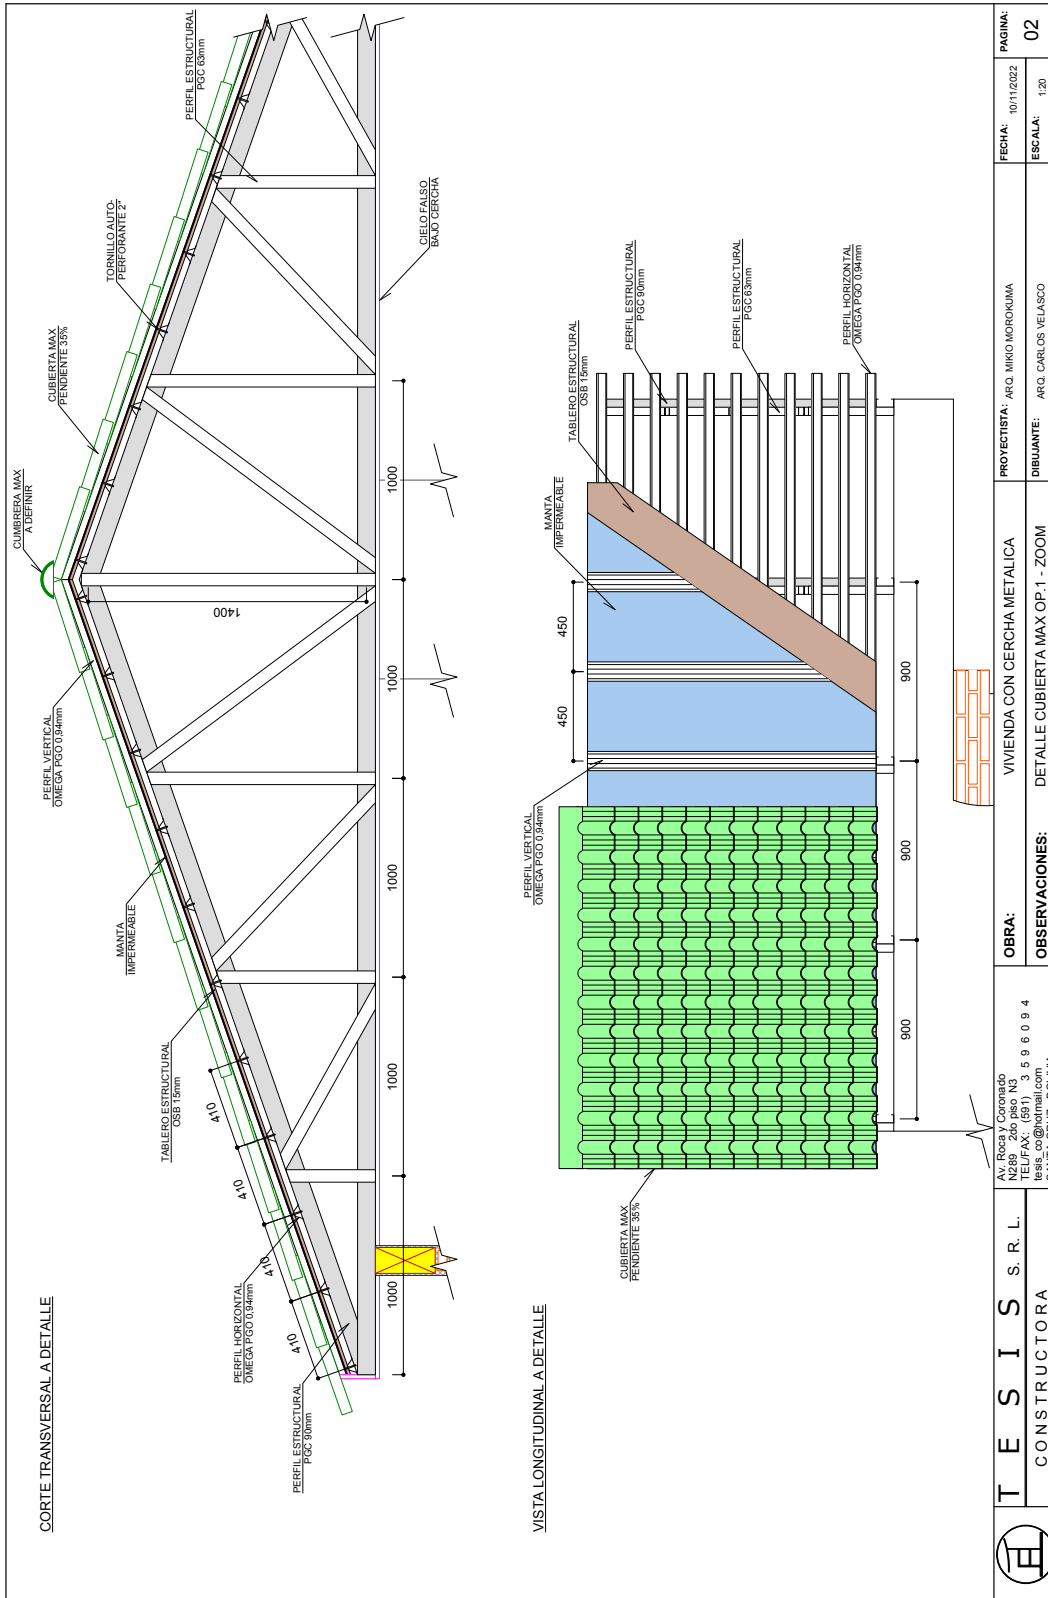 CORTE TRANSVERSAL A DETALLE
CUMBRERA MAX
A DEFINIR
CUBIERTA MAX
PENDIENTE 35%
TORNILLO AUTO-
PERFORANTE 2"
PERFIL ESTRUCTURAL
PGC 63mm
PERFIL VERTICAL
OMEGA PGO 0,94mm
MANTA
IMPERMEABLE
TABLERO ESTRUCTURAL
OSB 15mm
PERFIL HORIZONTAL
OMEGA PGO 0,94mm
PERFIL ESTRUCTURAL
PGC 90mm
CIELO FALSO
BAJO CERCHA
410
410
410
410
1400
1000
1000
1000
1000
1000
VISTA LONGITUDINAL A DETALLE
CUBIERTA MAX
PENDIENTE 35%
PERFIL VERTICAL
OMEGA PGO 0,94mm
MANTA
IMPERMEABLE
TABLERO ESTRUCTURAL
OSB 15mm
PERFIL ESTRUCTURAL
PGC 90mm
PERFIL ESTRUCTURAL
PGC 63mm
PERFIL HORIZONTAL
OMEGA PGO 0,94mm
450
450
900
900
900
T E S I S S. R. L.
CONSTRUCTORA
Av. Roca y Coronado
N289 2do piso N3
TEL/FAX: (591) 3 5 9 6 0 9 4
tesis_co@hotmail.com
OBRA: VIVIENDA CON CERCHA METALICA
OBSERVACIONES: DETALLE CUBIERTA MAX OP.1 - ZOOM
PROYECTISTA: ARQ. MIKIO MOROKUMA
DIBUJANTE: ARQ. CARLOS VELASCO
FECHA: 10/11/2022
ESCALA: 1:20
PAGINA:
02